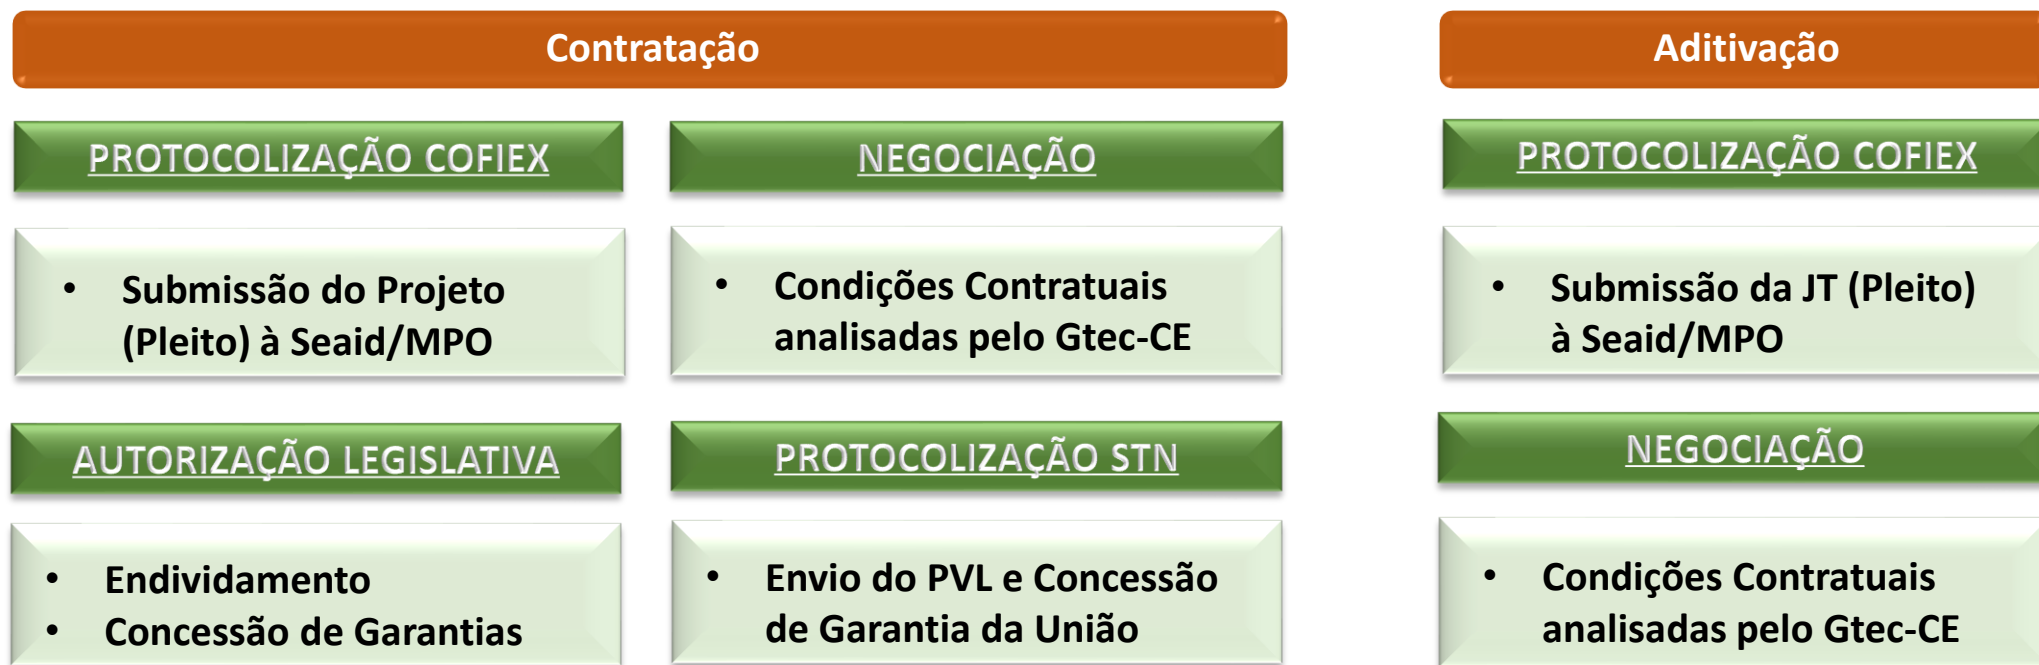 Contratação
PROTOCOLIZAÇÃO COFIEX
• Submissão do Projeto
(Pleito) à Seaid/MPO
NEGOCIAÇÃO
• Condições Contratuais
analisadas pelo Gtec-CE
AUTORIZAÇÃO LEGISLATIVA
• Endividamento
• Concessão de Garantias
PROTOCOLIZAÇÃO STN
• Envio do PVL e Concessão
de Garantia da União
Aditivação
PROTOCOLIZAÇÃO COFIEX
• Submissão da JT (Pleito)
à Seaid/MPO
NEGOCIAÇÃO
• Condições Contratuais
analisadas pelo Gtec-CE